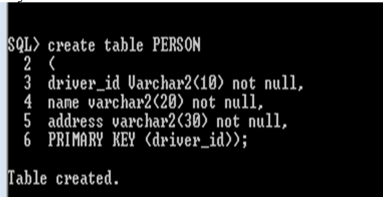 SQL> create table PERSON
2 (
3 driver_id Varchar2(10) not null,
4 name varchar2(20) not null,
5 address varchar2(30) not null,
6 PRIMARY KEY (driver_id));
Table created.